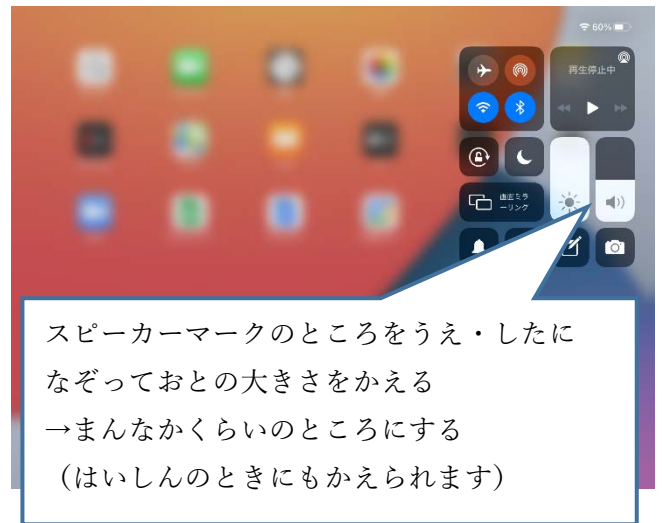 60%
再生停止中
画面ミラ
ーリング
スピーカーマークのところをうえ・したに
なぞっておとの大きさをかえる
→まんなかくらいのところにする
（はいしんのときにもかえられます）